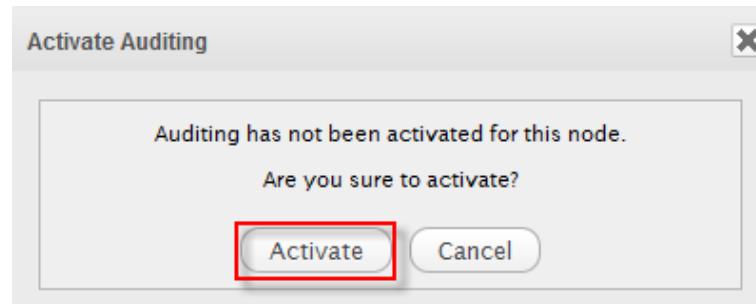 Activate Auditing
Auditing has not been activated for this node.
Are you sure to activate?
Activate
Cancel